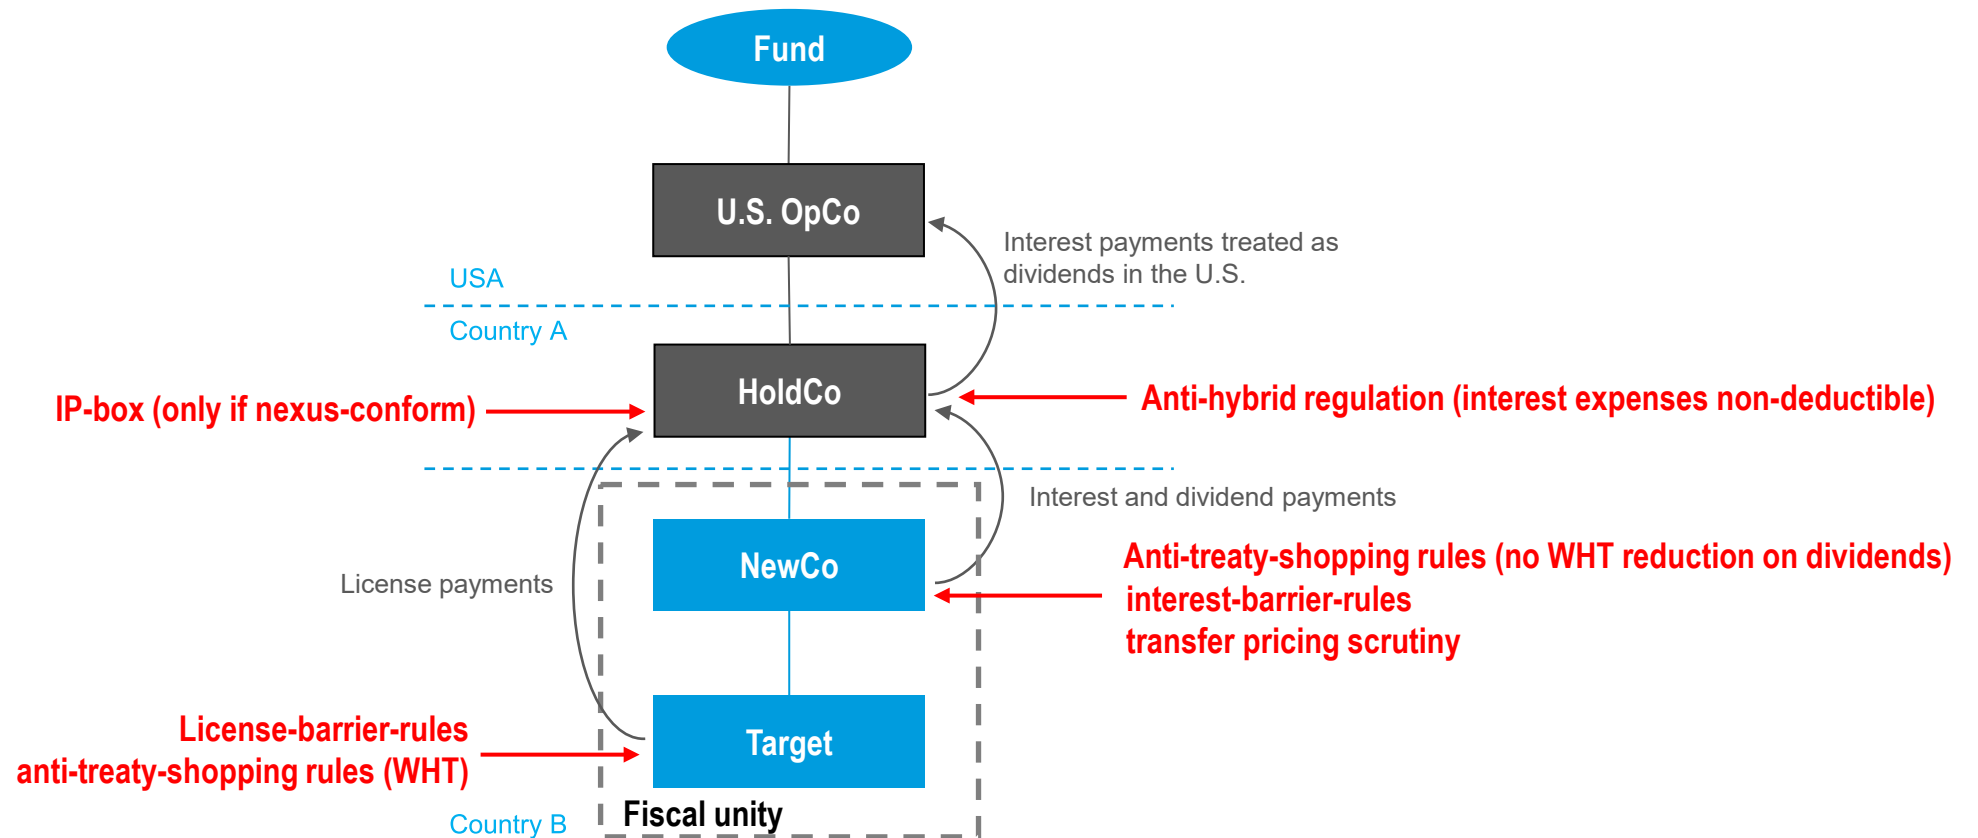 Fund
U.S. OpCo
Interest payments treated as
dividends in the U.S.
USA
Country A
HoldCo
IP-box (only if nexus-conform)
Anti-hybrid regulation (interest expenses non-deductible)
Interest and dividend payments
NewCo
Anti-treaty-shopping rules (no WHT reduction on dividends)
interest-barrier-rules
transfer pricing scrutiny
License payments
License-barrier-rules
anti-treaty-shopping rules (WHT)
Target
Fiscal unity
Country B